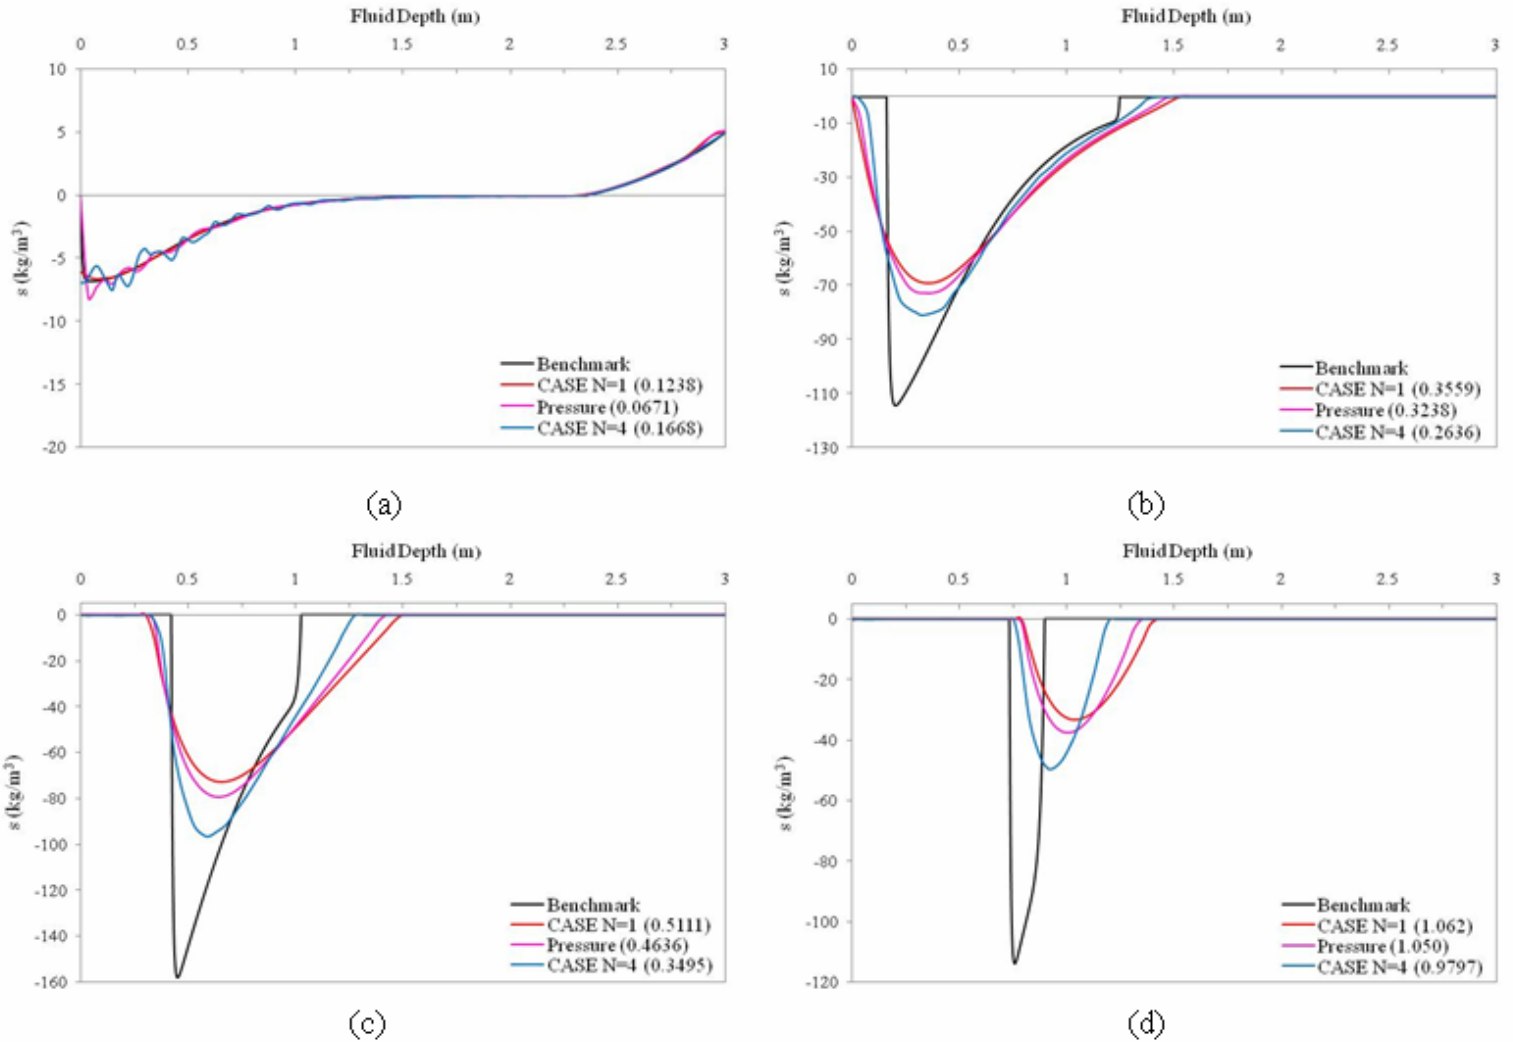 Fluid Depth (m)
0 0.5 1 1.5 2 2.5 3
10
5
0
-5
-10
-15
-20
s (kg/m³)
Benchmark
CASE N=1 (0.1238)
Pressure (0.0671)
CASE N=4 (0.1668)
(a)
Fluid Depth (m)
0 0.5 1 1.5 2 2.5 3
10
-10
-30
-50
-70
-90
-110
-130
s (kg/m³)
Benchmark
CASE N=1 (0.3559)
Pressure (0.3238)
CASE N=4 (0.2636)
(b)
Fluid Depth (m)
0 0.5 1 1.5 2 2.5 3
0
-20
-40
-60
-80
-100
-120
-140
-160
s (kg/m³)
Benchmark
CASE N=1 (0.5111)
Pressure (0.4636)
CASE N=4 (0.3495)
(c)
Fluid Depth (m)
0 0.5 1 1.5 2 2.5 3
0
-20
-40
-60
-80
-100
-120
s (kg/m³)
Benchmark
CASE N=1 (1.062)
Pressure (1.050)
CASE N=4 (0.9797)
(d)